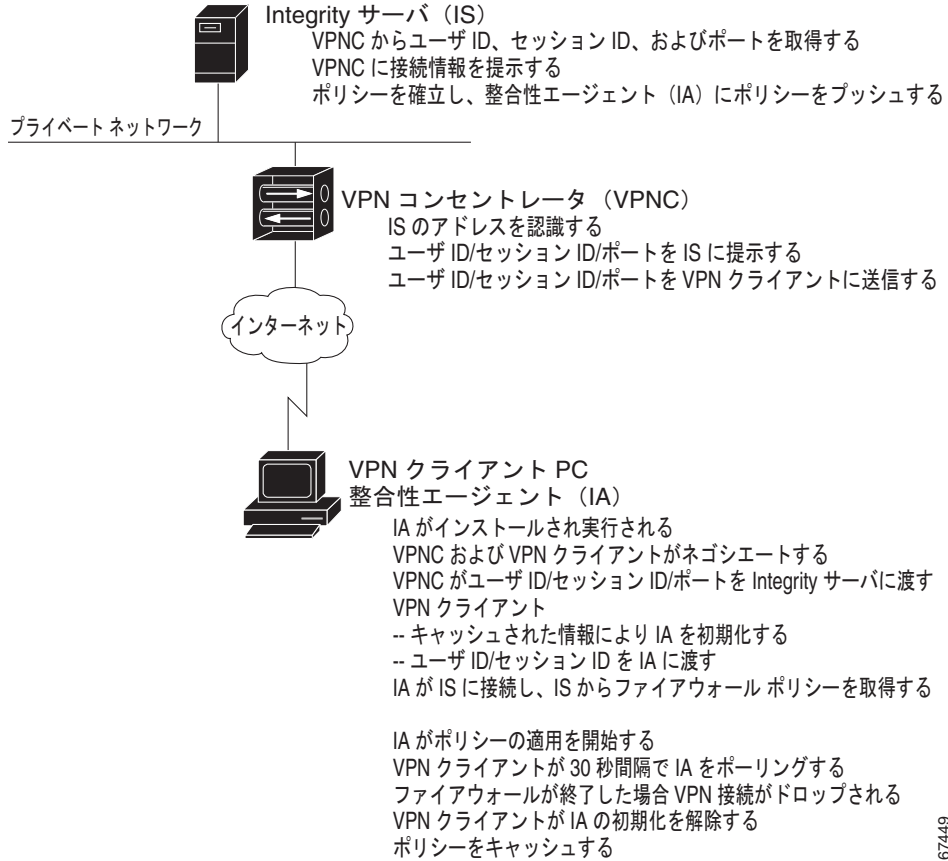 Integrity サーバ（IS）
VPNC からユーザ ID、セッション ID、およびポートを取得する
VPNC に接続情報を提示する
ポリシーを確立し、整合性エージェント（IA）にポリシーをプッシュする
プライベート ネットワーク
VPN コンセントレータ（VPNC）
IS のアドレスを認識する
ユーザ ID/セッション ID/ポートを IS に提示する
ユーザ ID/セッション ID/ポートを VPN クライアントに送信する
インターネット
VPN クライアント PC
整合性エージェント（IA）
IA がインストールされ実行される
VPNC および VPN クライアントがネゴシエートする
VPNC がユーザ ID/セッション ID/ポートを Integrity サーバに渡す
VPN クライアント
-- キャッシュされた情報により IA を初期化する
-- ユーザ ID/セッション ID を IA に渡す
IA が IS に接続し、IS からファイアウォール ポリシーを取得する
IA がポリシーの適用を開始する
VPN クライアントが 30 秒間隔で IA をポーリングする
ファイアウォールが終了した場合 VPN 接続がドロップされる
VPN クライアントが IA の初期化を解除する
ポリシーをキャッシュする
67449